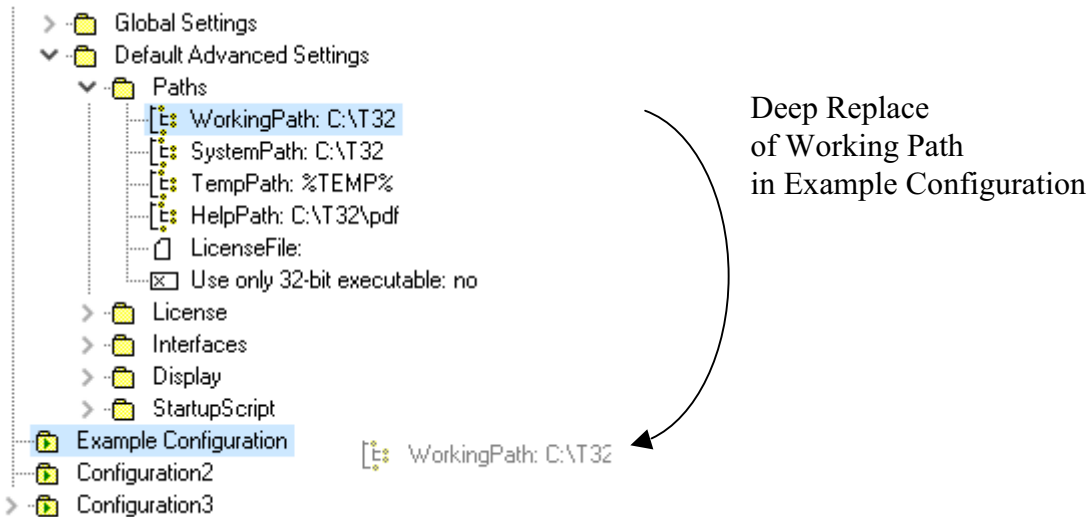 Global Settings
Default Advanced Settings
Paths
WorkingPath: C:\T32
SystemPath: C:\T32
TempPath: %TEMP%
HelpPath: C:\T32\pdf
LicenseFile:
Use only 32-bit executable: no
License
Interfaces
Display
StartupScript
Example Configuration
Configuration2
Configuration3
WorkingPath: C:\T32
Deep Replace
of Working Path
in Example Configuration